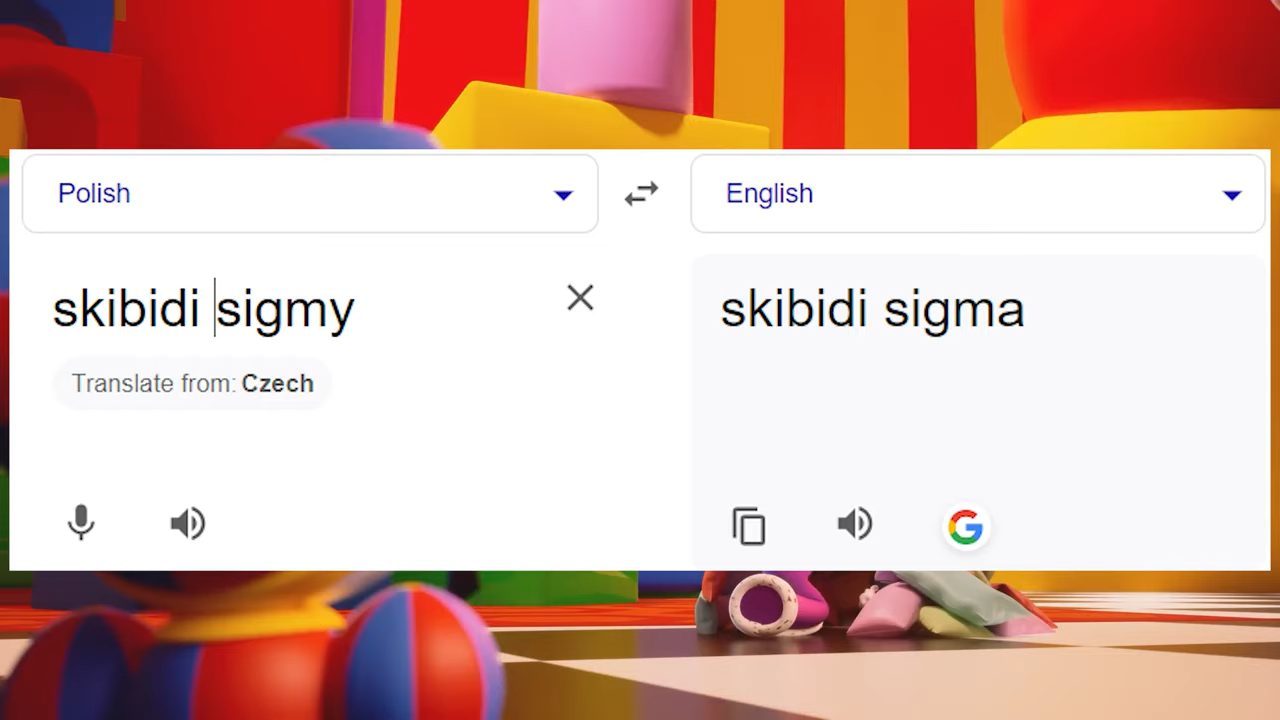 Polish
English
skibidi sigmy
skibidi sigma
Translate from: Czech